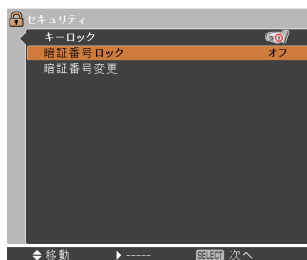 セキュリティ
キーロック
暗証番号ロック オフ
暗証番号変更
移動 ----- SELECT 次へ